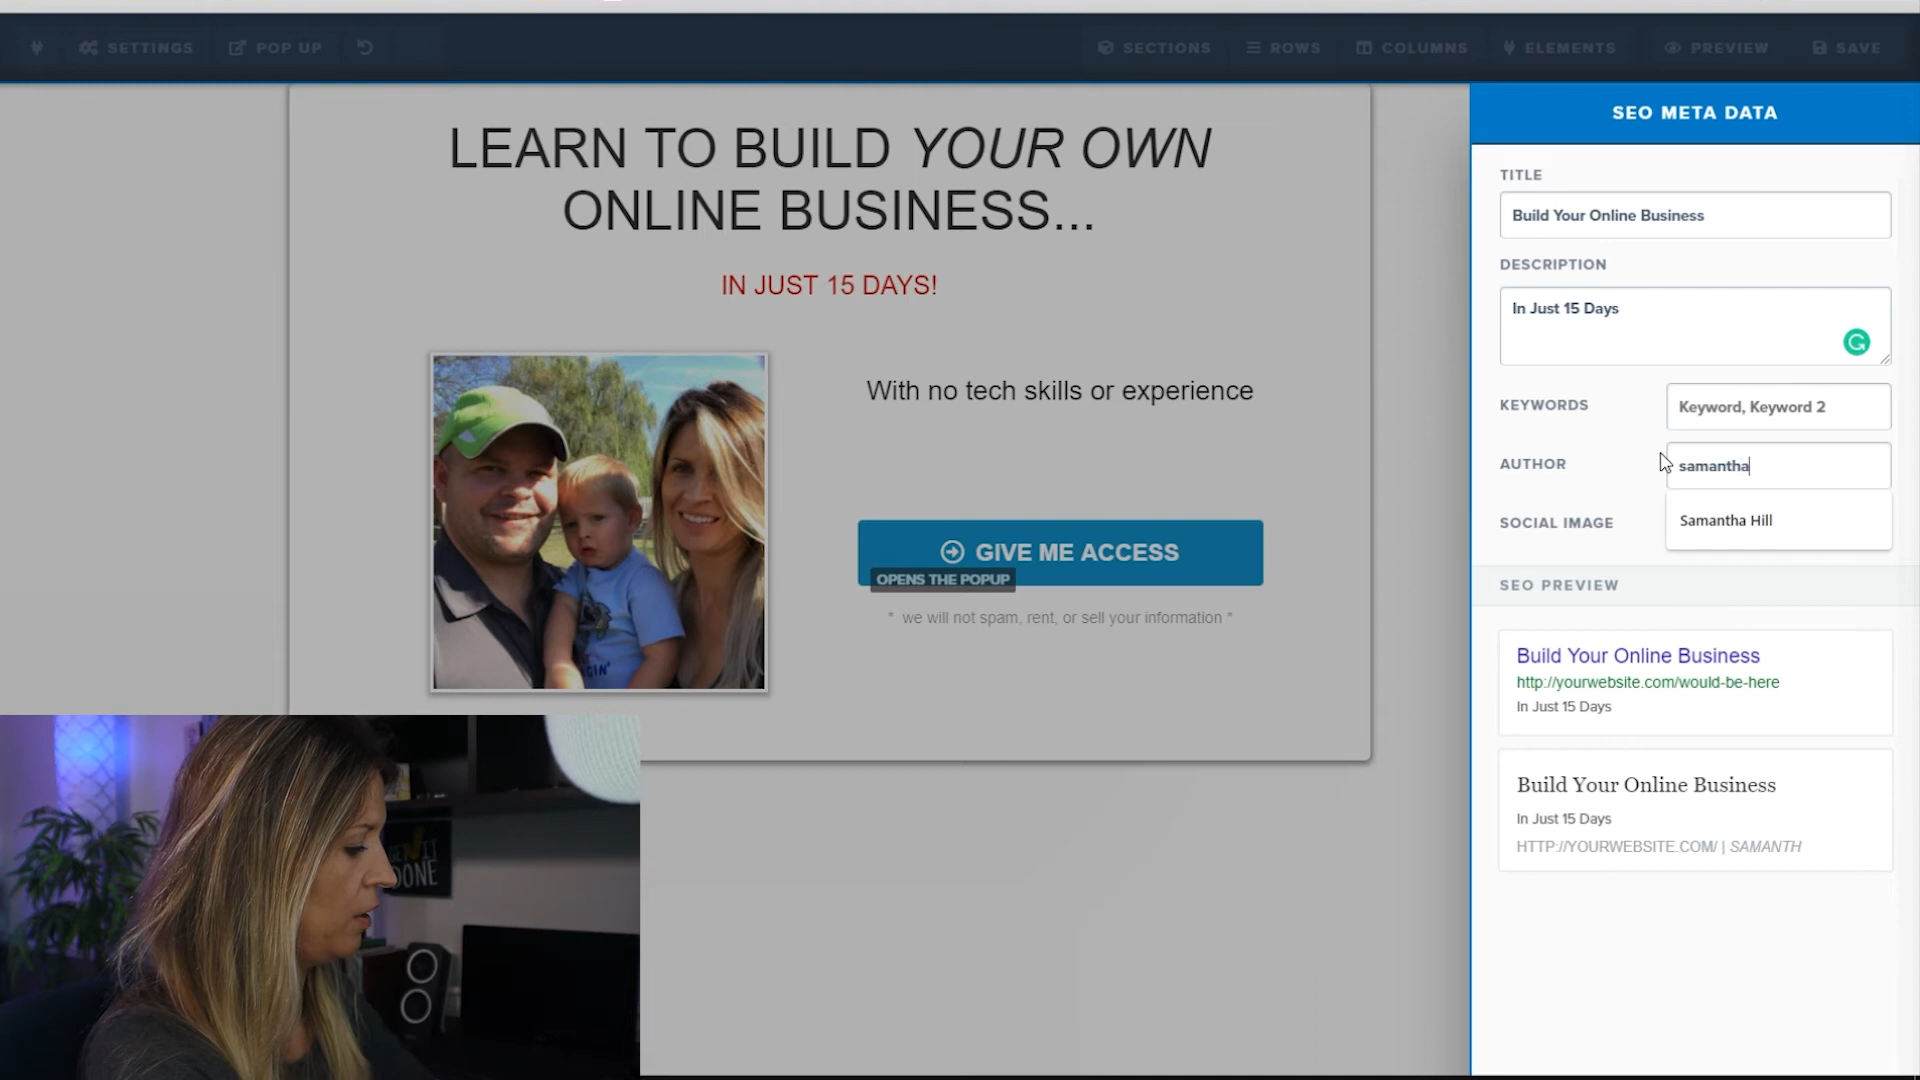 SETTINGS
POP UP
SECTIONS
ROWS
COLUMNS
ELEMENTS
PREVIEW
SAVE
LEARN TO BUILD YOUR OWN
ONLINE BUSINESS...
IN JUST 15 DAYS!
With no tech skills or experience
GIVE ME ACCESS
OPENS THE POPUP
* we will not spam, rent, or sell your information *
SEO META DATA
TITLE
Build Your Online Business
DESCRIPTION
In Just 15 Days
KEYWORDS
Keyword, Keyword 2
AUTHOR
samantha
Samantha Hill
SOCIAL IMAGE
SEO PREVIEW
Build Your Online Business
http://yourwebsite.com/would-be-here
In Just 15 Days
Build Your Online Business
In Just 15 Days
HTTP://YOURWEBSITE.COM/ | SAMANTH
DONE